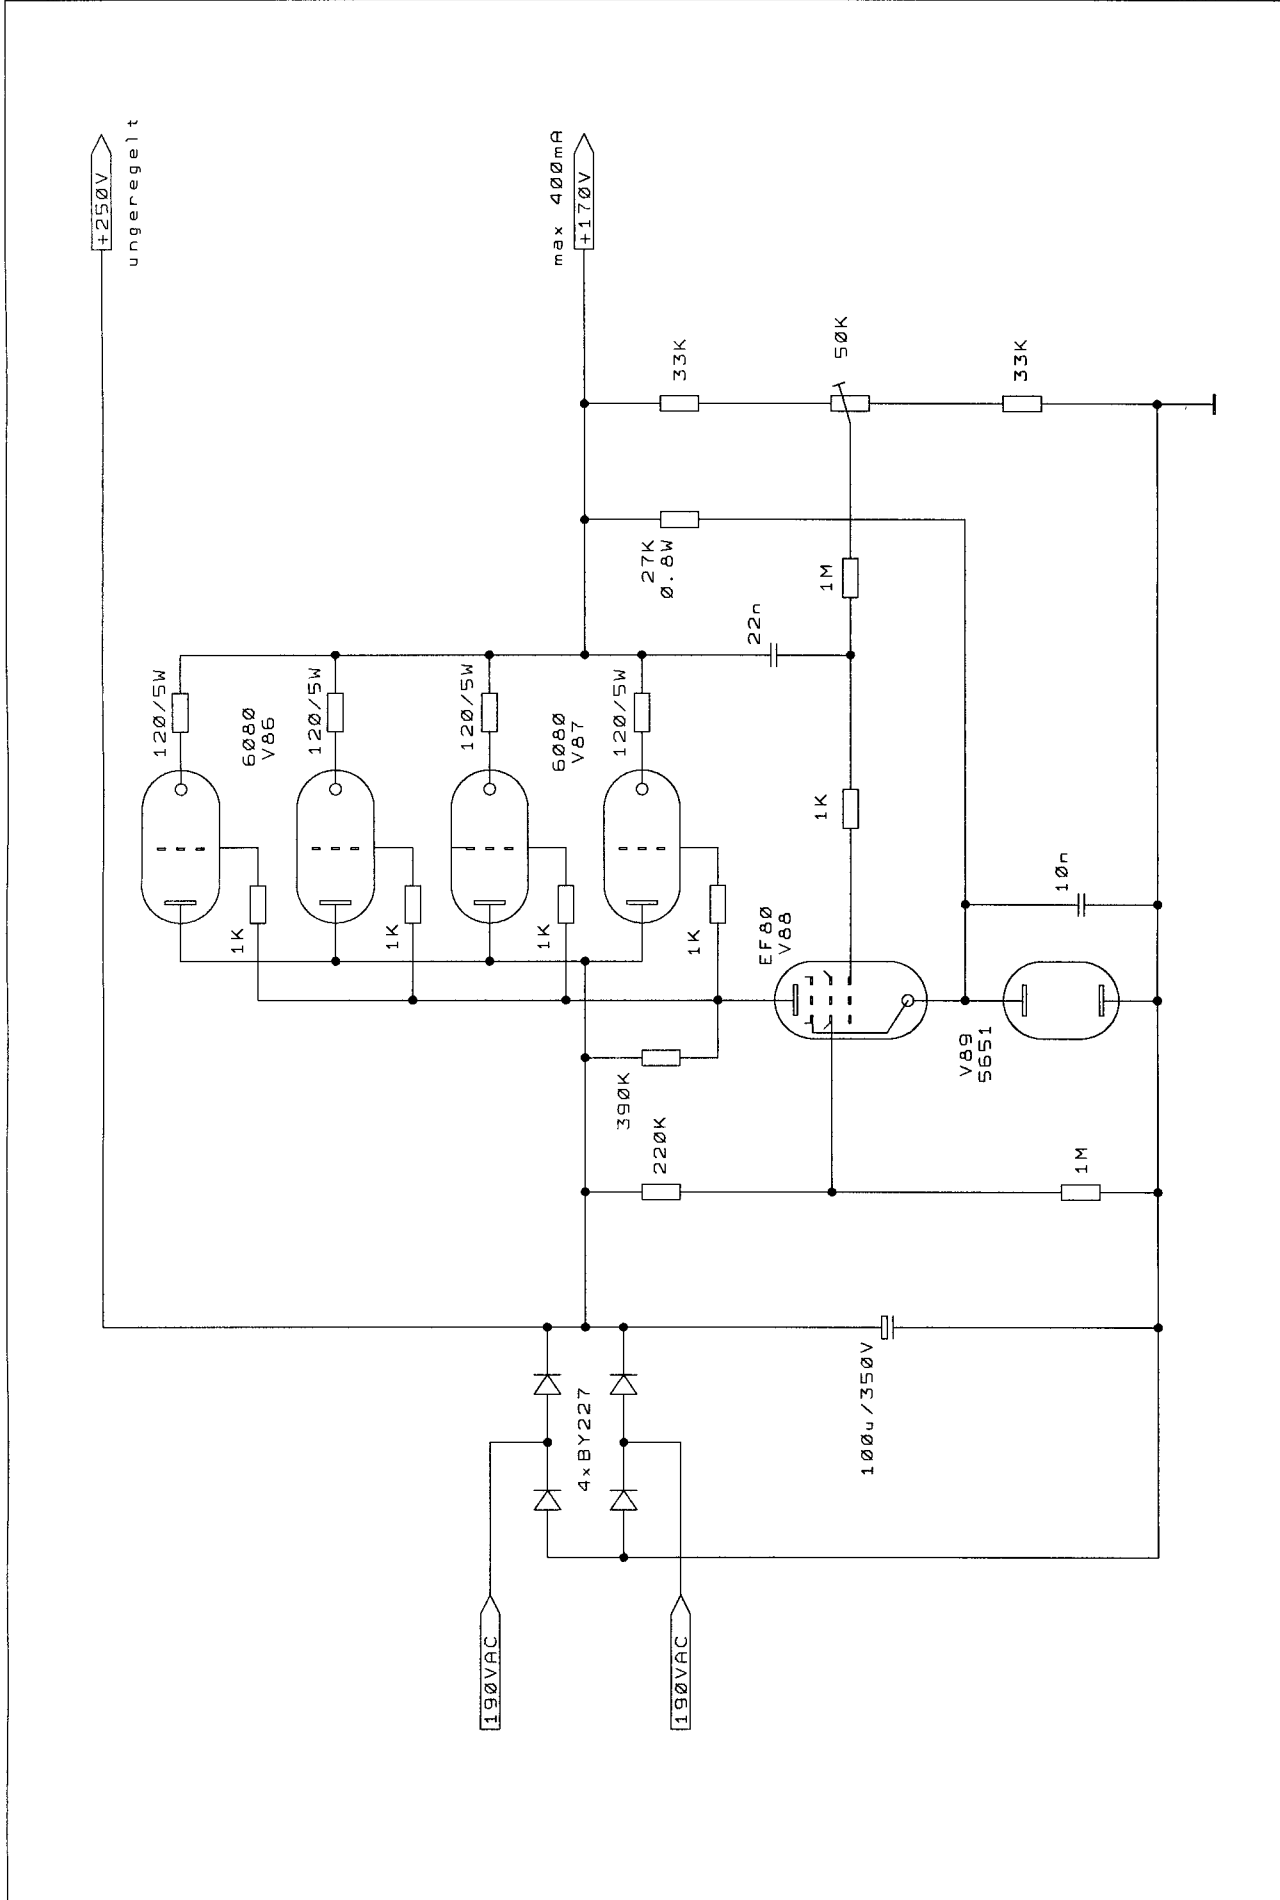 +250V
ungeregelt
max 400mA
+170V
120/5W
6080
V86
120/5W
120/5W
6080
V87
120/5W
1K
1K
1K
1K
33K
50K
33K
27K
0.8W
1M
22n
1K
10n
EF80
V88
V89
5651
390K
220K
1M
4xBY227
100u/350V
190VAC
190VAC